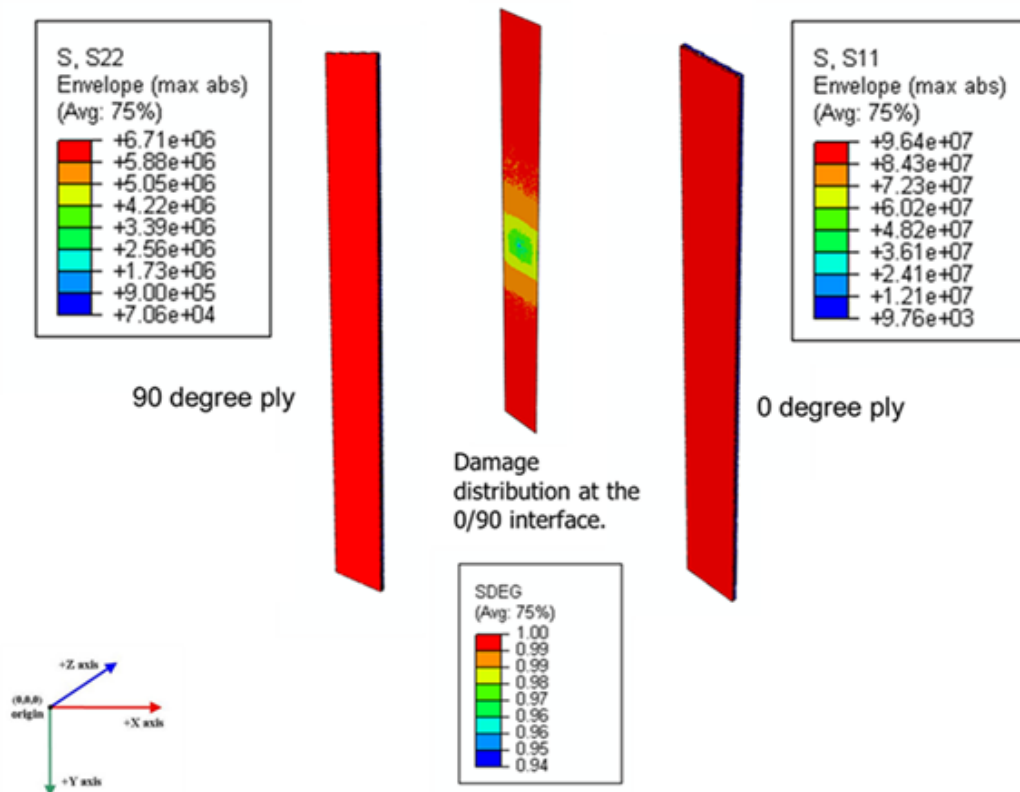 S, S22
Envelope (max abs)
(Avg: 75%)
+6.71e+06
+5.88e+06
+5.05e+06
+4.22e+06
+3.39e+06
+2.56e+06
+1.73e+06
+9.00e+05
+7.06e+04
90 degree ply
S, S11
Envelope (max abs)
(Avg: 75%)
+9.64e+07
+8.43e+07
+7.23e+07
+6.02e+07
+4.82e+07
+3.61e+07
+2.41e+07
+1.21e+07
+9.76e+03
0 degree ply
Damage
distribution at the
0/90 interface.
SDEG
(Avg: 75%)
1.00
0.99
0.99
0.98
0.97
0.96
0.96
0.95
0.94
+Z axis
(0,0,0)
origin
+X axis
+Y axis